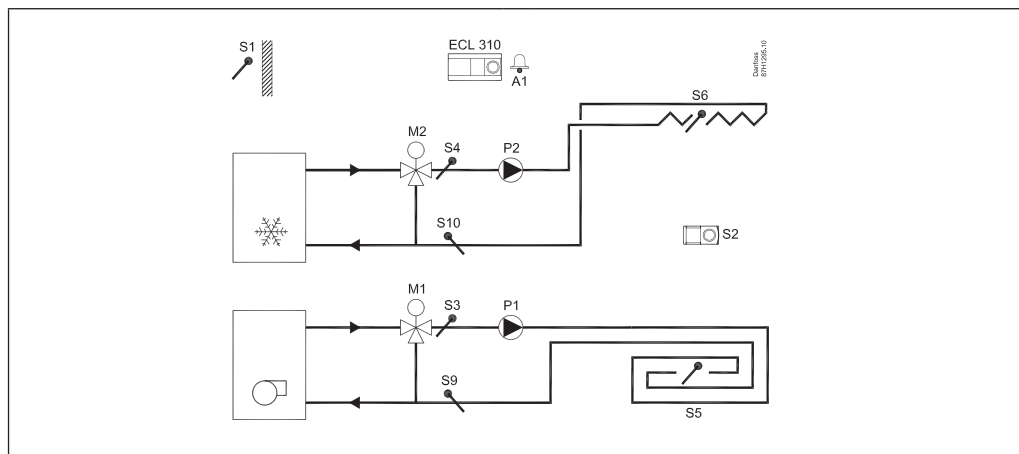 S1
ECL 310
A1
Danfoss
87H1295.10
S6
M2
S4
P2
S10
S2
M1
S3
P1
S9
S5